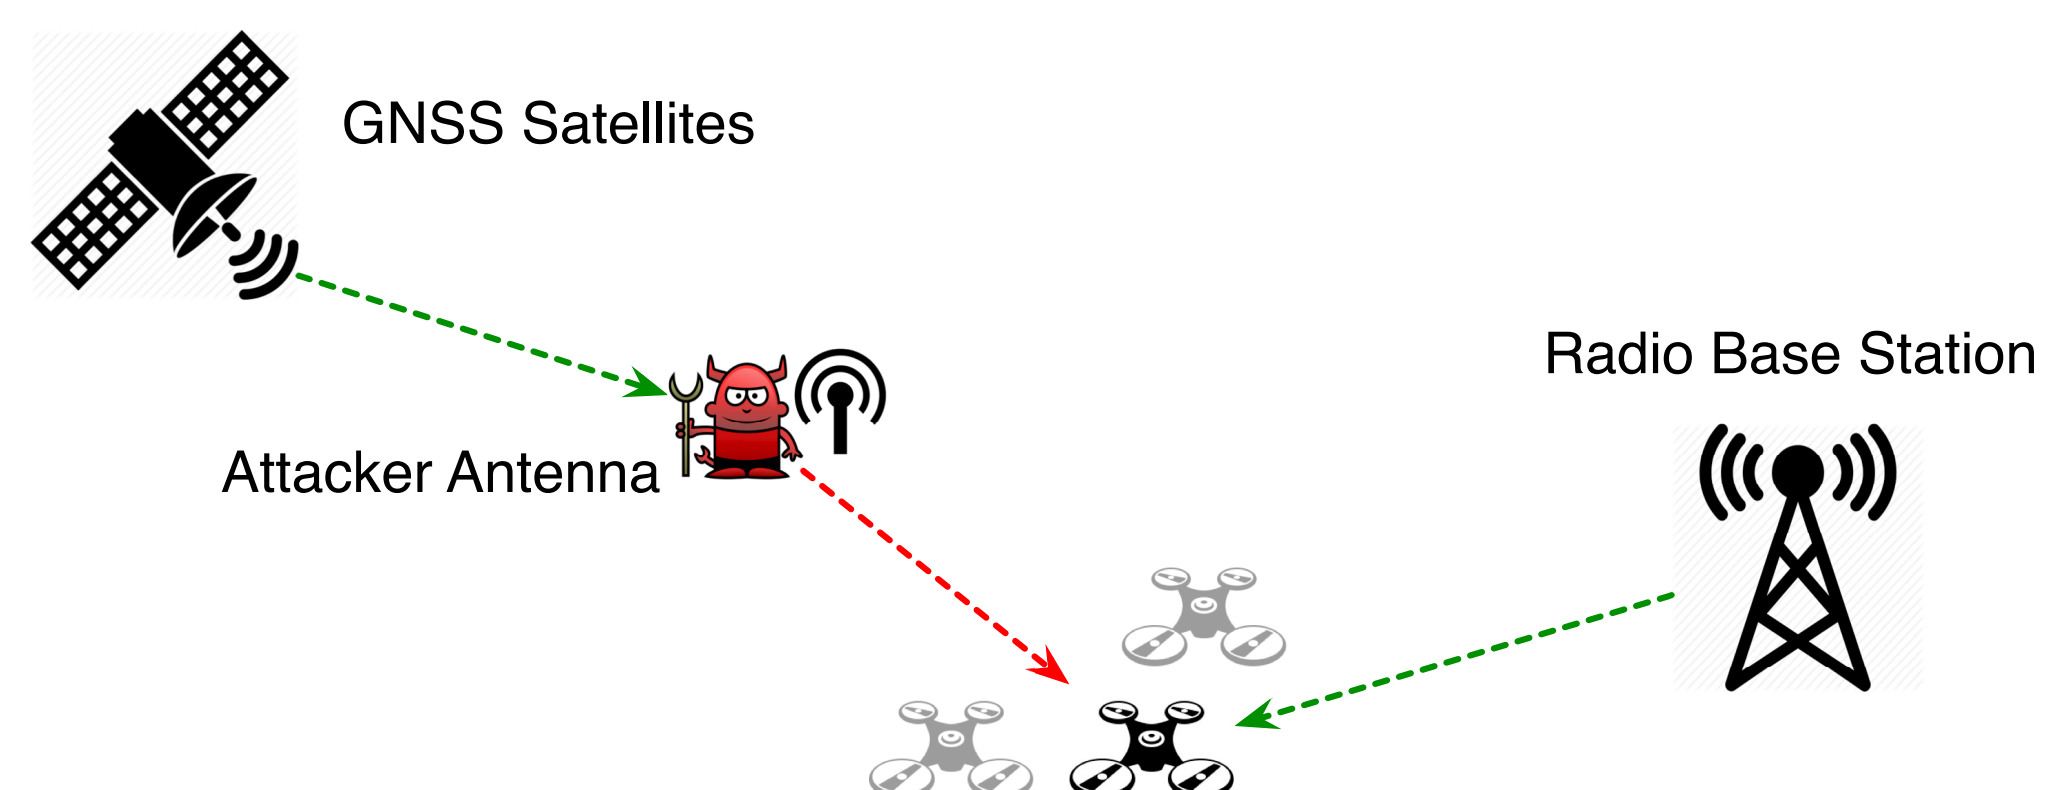 GNSS Satellites
Radio Base Station
Attacker Antenna